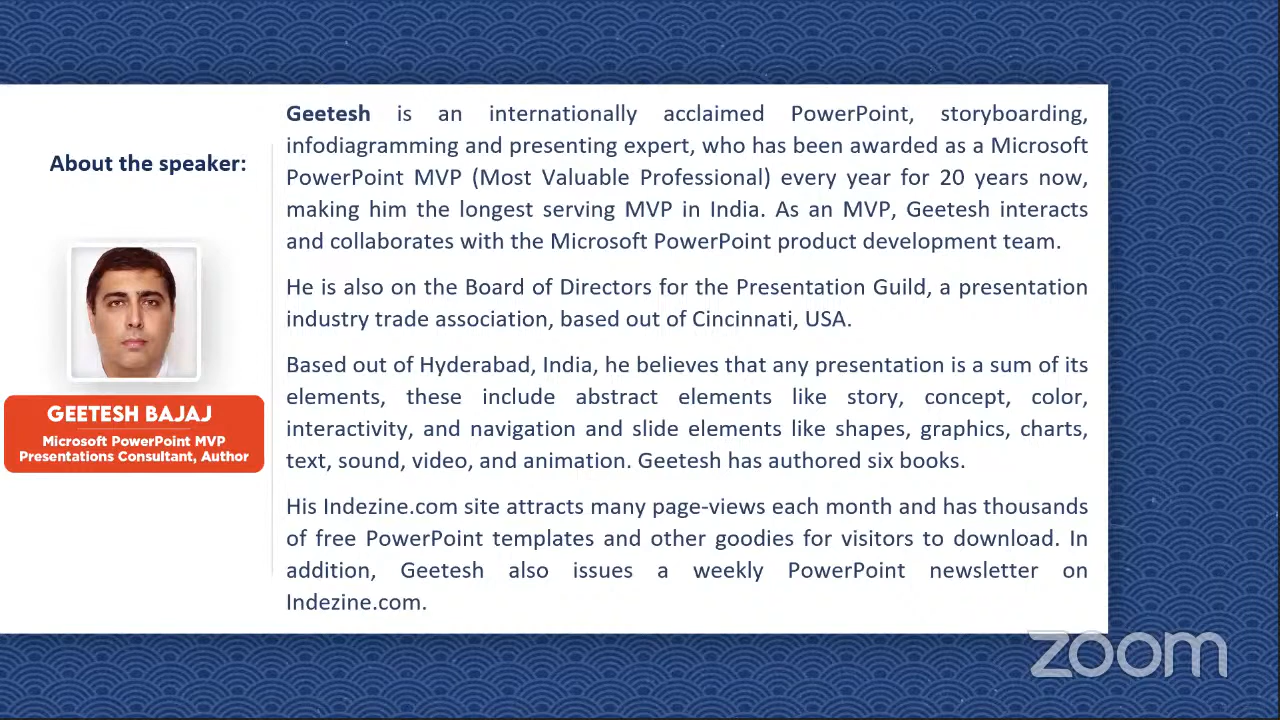 About the speaker:
GEETESH BAJAJ
Microsoft PowerPoint MVP
Presentations Consultant, Author
Geetesh is an internationally acclaimed PowerPoint, storyboarding,
infodiagramming and presenting expert, who has been awarded as a Microsoft
PowerPoint MVP (Most Valuable Professional) every year for 20 years now,
making him the longest serving MVP in India. As an MVP, Geetesh interacts
and collaborates with the Microsoft PowerPoint product development team.
He is also on the Board of Directors for the Presentation Guild, a presentation
industry trade association, based out of Cincinnati, USA.
Based out of Hyderabad, India, he believes that any presentation is a sum of its
elements, these include abstract elements like story, concept, color,
interactivity, and navigation and slide elements like shapes, graphics, charts,
text, sound, video, and animation. Geetesh has authored six books.
His Indezine.com site attracts many page-views each month and has thousands
of free PowerPoint templates and other goodies for visitors to download. In
addition, Geetesh also issues a weekly PowerPoint newsletter on
Indezine.com.
zoom